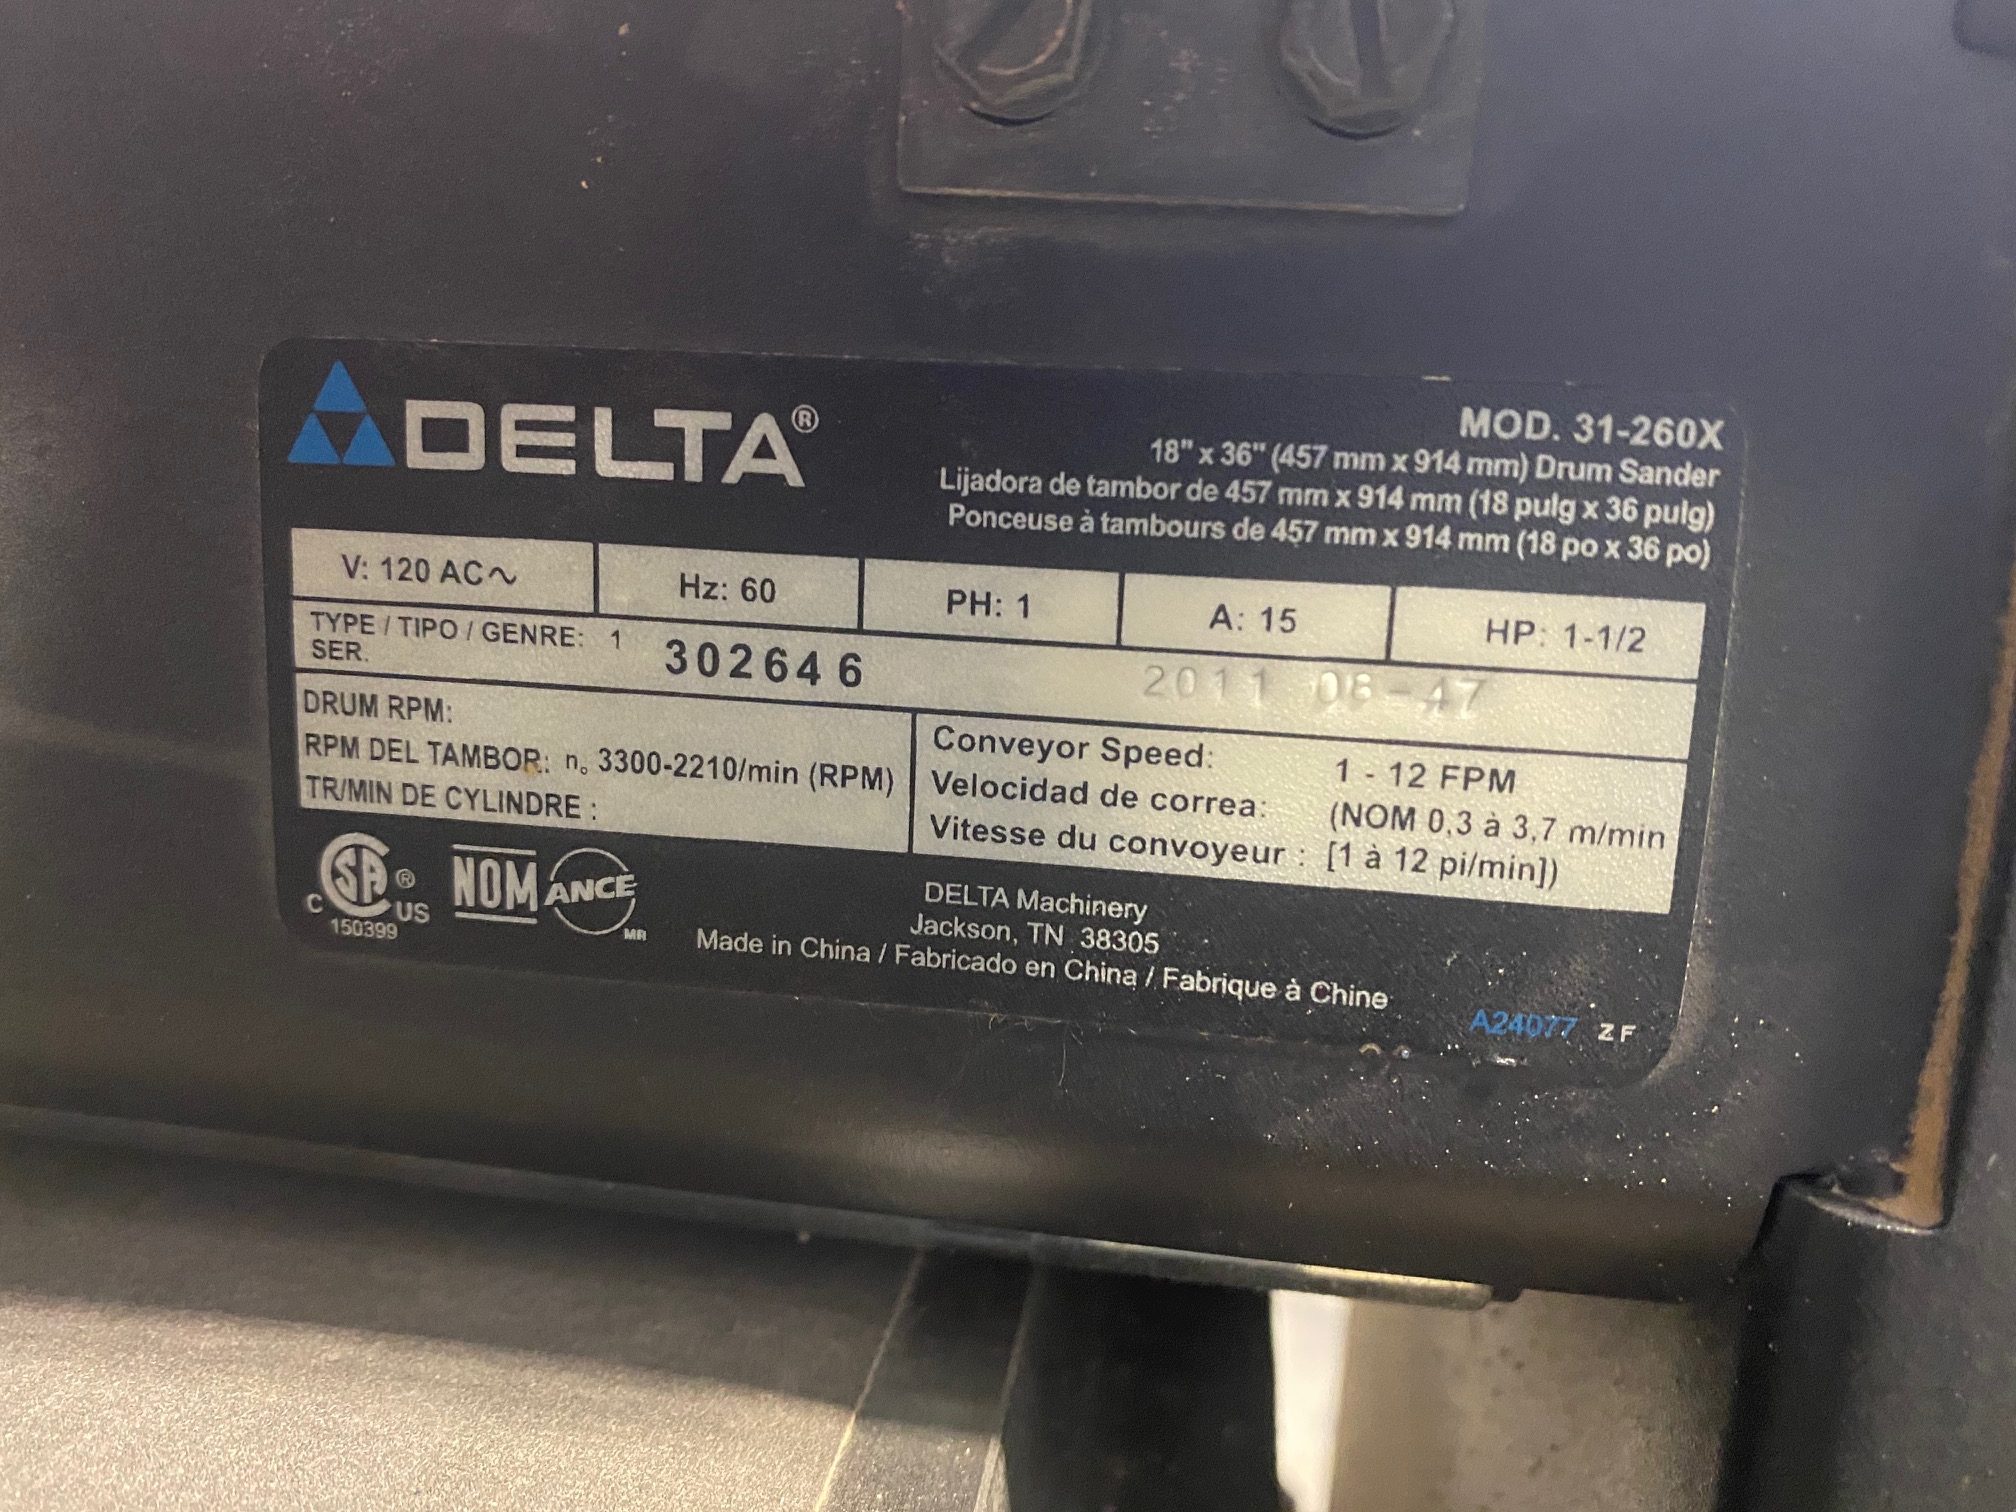 DELTA®
MOD. 31-260X
18" x 36" (457 mm x 914 mm) Drum Sander
Lijadora de tambor de 457 mm x 914 mm (18 pulg x 36 pulg)
Ponceuse à tambours de 457 mm x 914 mm (18 po x 36 po)
V: 120 AC~
Hz: 60
PH: 1
A: 15
HP: 1-1/2
TYPE / TIPO / GENRE: 1
SER. 302646
2011 06-47
DRUM RPM:
RPM DEL TAMBOR: n₀ 3300-2210/min (RPM)
TR/MIN DE CYLINDRE :
Conveyor Speed: 1 - 12 FPM
Velocidad de correa: (NOM 0,3 à 3,7 m/min
Vitesse du convoyeur : [1 à 12 pi/min])
C SA ® US
150399
NOM ANCE MR
DELTA Machinery
Jackson, TN 38305
Made in China / Fabricado en China / Fabrique à Chine
A24077 ZF